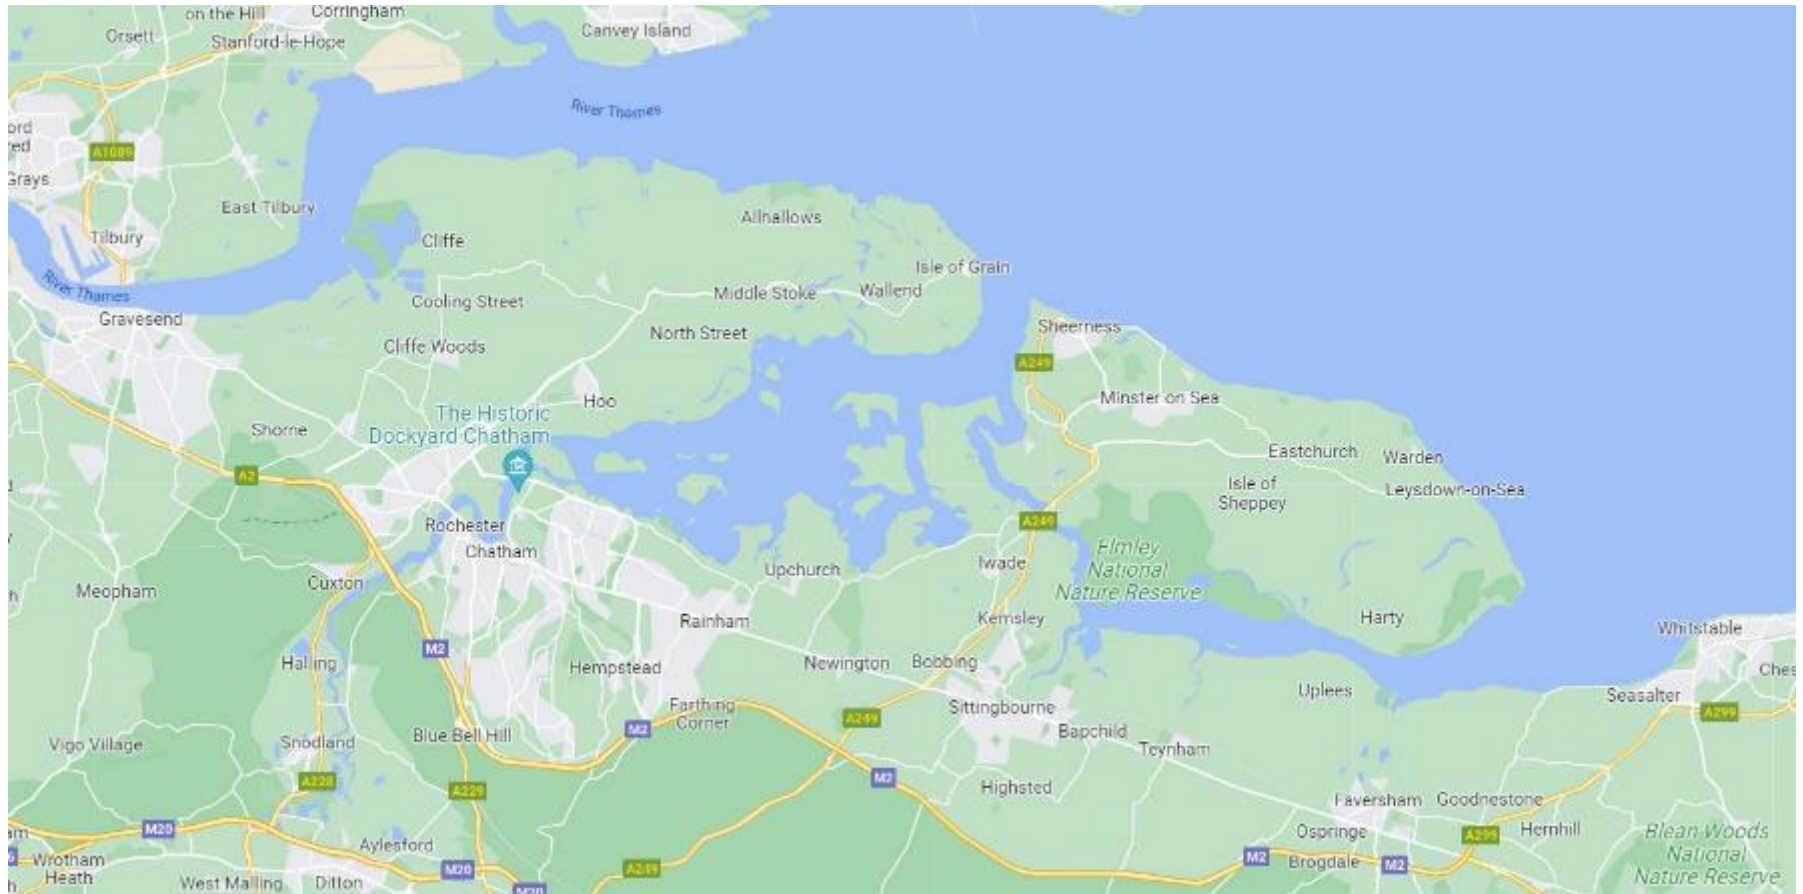 on the Hill
Corringham
Orsett
Stanford-le-Hope
Canvey Island
River Thames
A1089
Grays
East Tilbury
Tilbury
River Thames
Gravesend
Cliffe
Allhallows
Isle of Grain
Cooling Street
Middle Stoke
Wallend
North Street
Cliffe Woods
Sheerness
A249
Hoo
Minster on Sea
The Historic
Dockyard Chatham
Shorne
A2
Eastchurch
Warden
Isle of
Sheppey
Leysdown-on-Sea
Rochester
Chatham
A249
Elmley
National
Nature Reserve
Iwade
Upchurch
Cuxton
Meopham
Rainham
Kemsley
Harty
Whitstable
M2
Halling
Hempstead
Newington
Bobbing
Uplees
Seasalter
Farthing
Corner
Sittingbourne
A249
A299
M2
Blue Bell Hill
Snodland
Vigo Village
Bapchild
Teynham
A228
A229
M2
Highsted
Faversham
Goodnestone
M20
Aylesford
Ospringe
A299
Hernhill
Blean Woods
National
Nature Reserve
Wrotham
Heath
M20
A249
M2
Brogdale
M2
West Malling
Ditton
M20